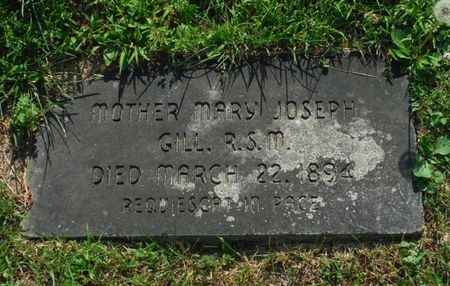 MOTHER MARY JOSEPH
GILL, R.S.M.
DIED MARCH 22, 1894
REQUIESCAT IN PACE